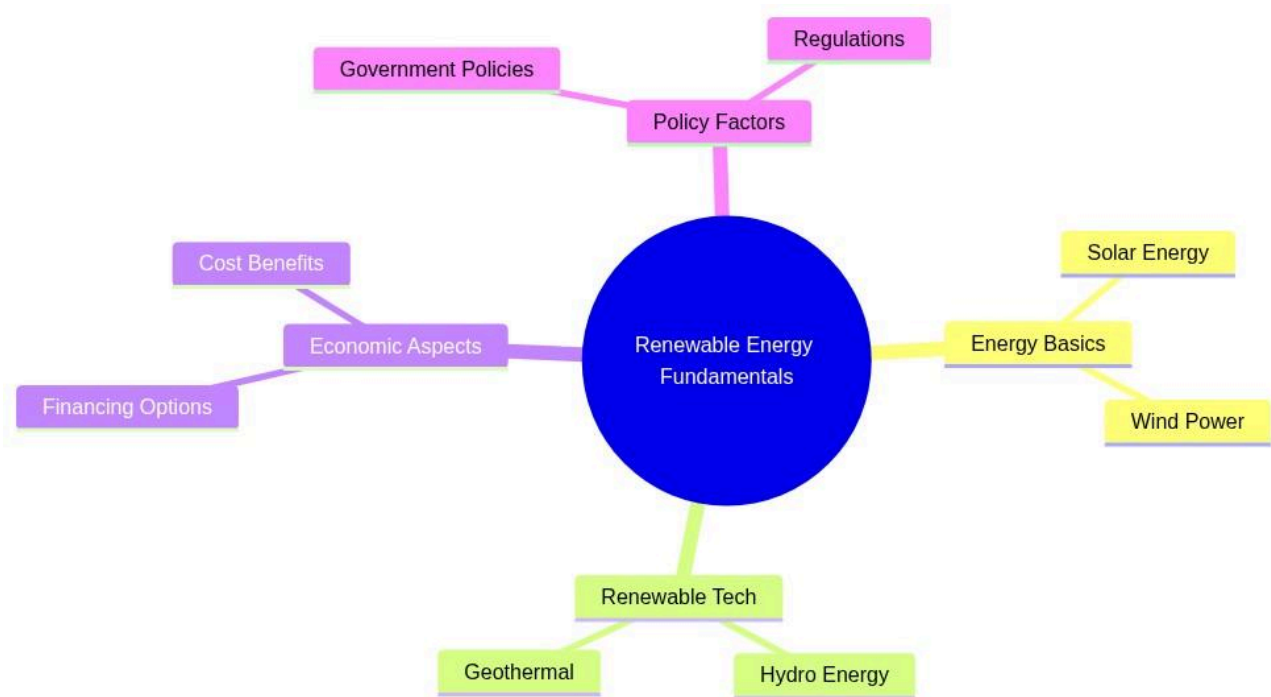 Regulations
Government Policies
Policy Factors
Solar Energy
Cost Benefits
Renewable Energy
Fundamentals
Energy Basics
Economic Aspects
Financing Options
Wind Power
Renewable Tech
Geothermal
Hydro Energy